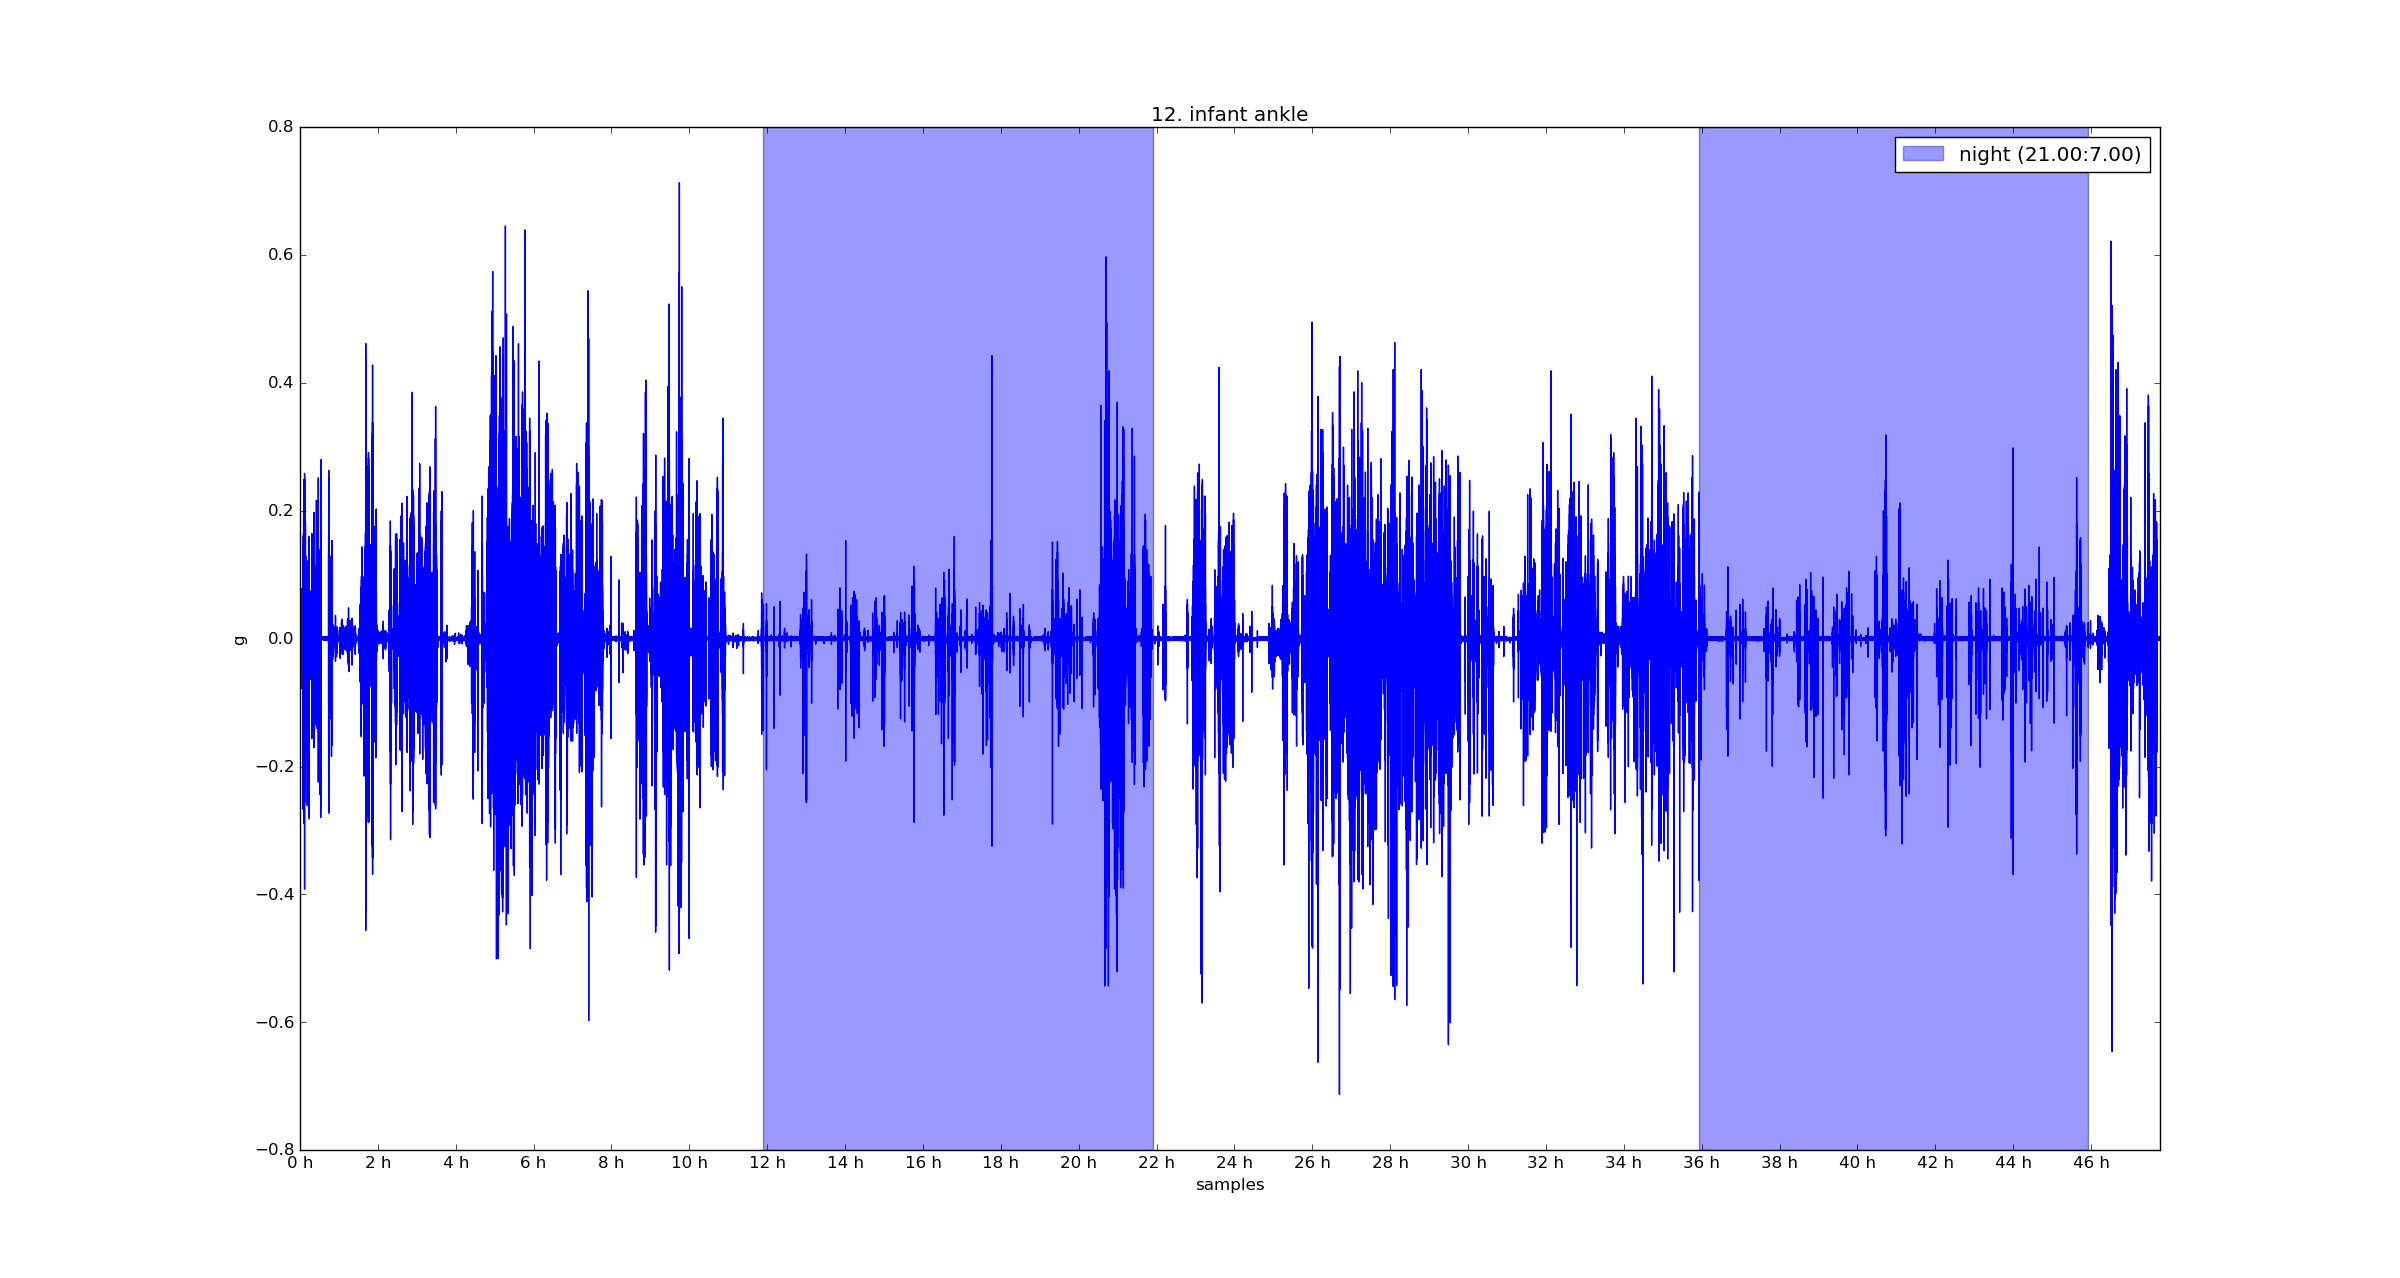 12. infant ankle
night (21.00:7.00)
0.8
0.6
0.4
0.2
0.0
−0.2
−0.4
−0.6
−0.8
g
0 h 2 h 4 h 6 h 8 h 10 h 12 h 14 h 16 h 18 h 20 h 22 h 24 h 26 h 28 h 30 h 32 h 34 h 36 h 38 h 40 h 42 h 44 h 46 h
samples